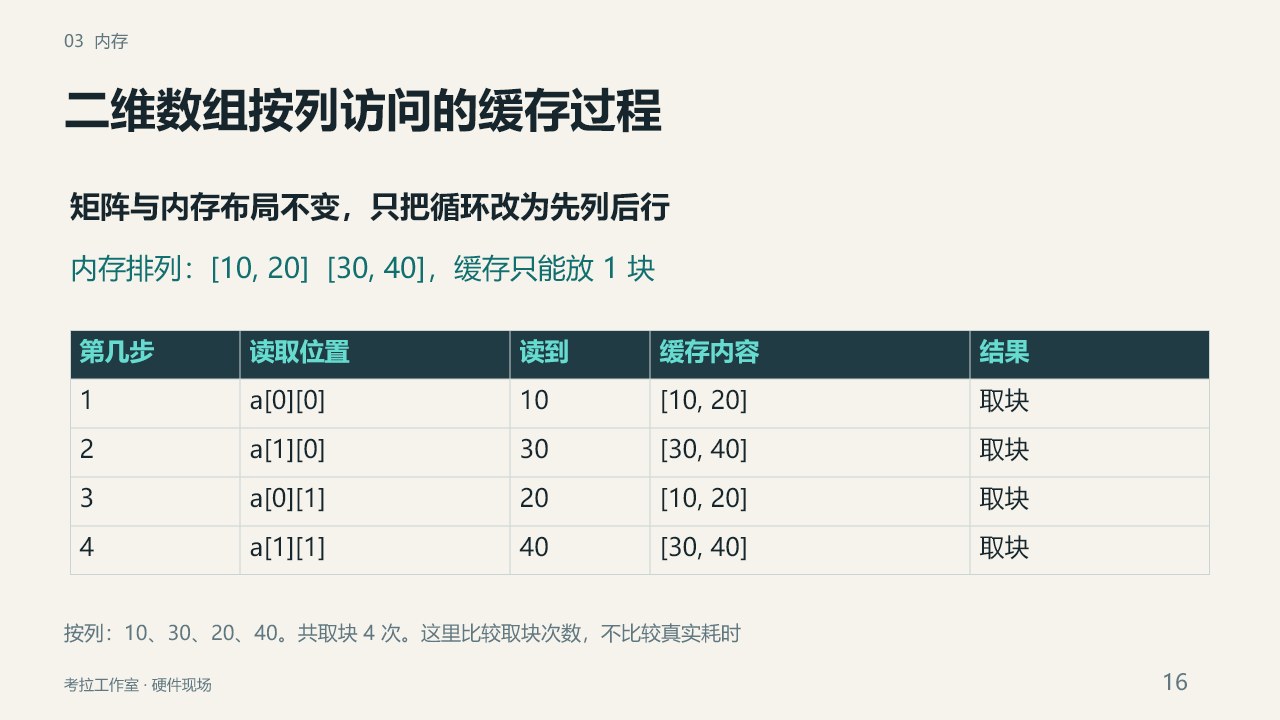 03 内存
二维数组按列访问的缓存过程
矩阵与内存布局不变，只把循环改为先列后行
内存排列：[10, 20] [30, 40]，缓存只能放 1 块
第几步 读取位置 读到 缓存内容 结果
1 a[0][0] 10 [10, 20] 取块
2 a[1][0] 30 [30, 40] 取块
3 a[0][1] 20 [10, 20] 取块
4 a[1][1] 40 [30, 40] 取块
按列：10、30、20、40。共取块 4 次。这里比较取块次数，不比较真实耗时
考拉工作室 · 硬件现场
16